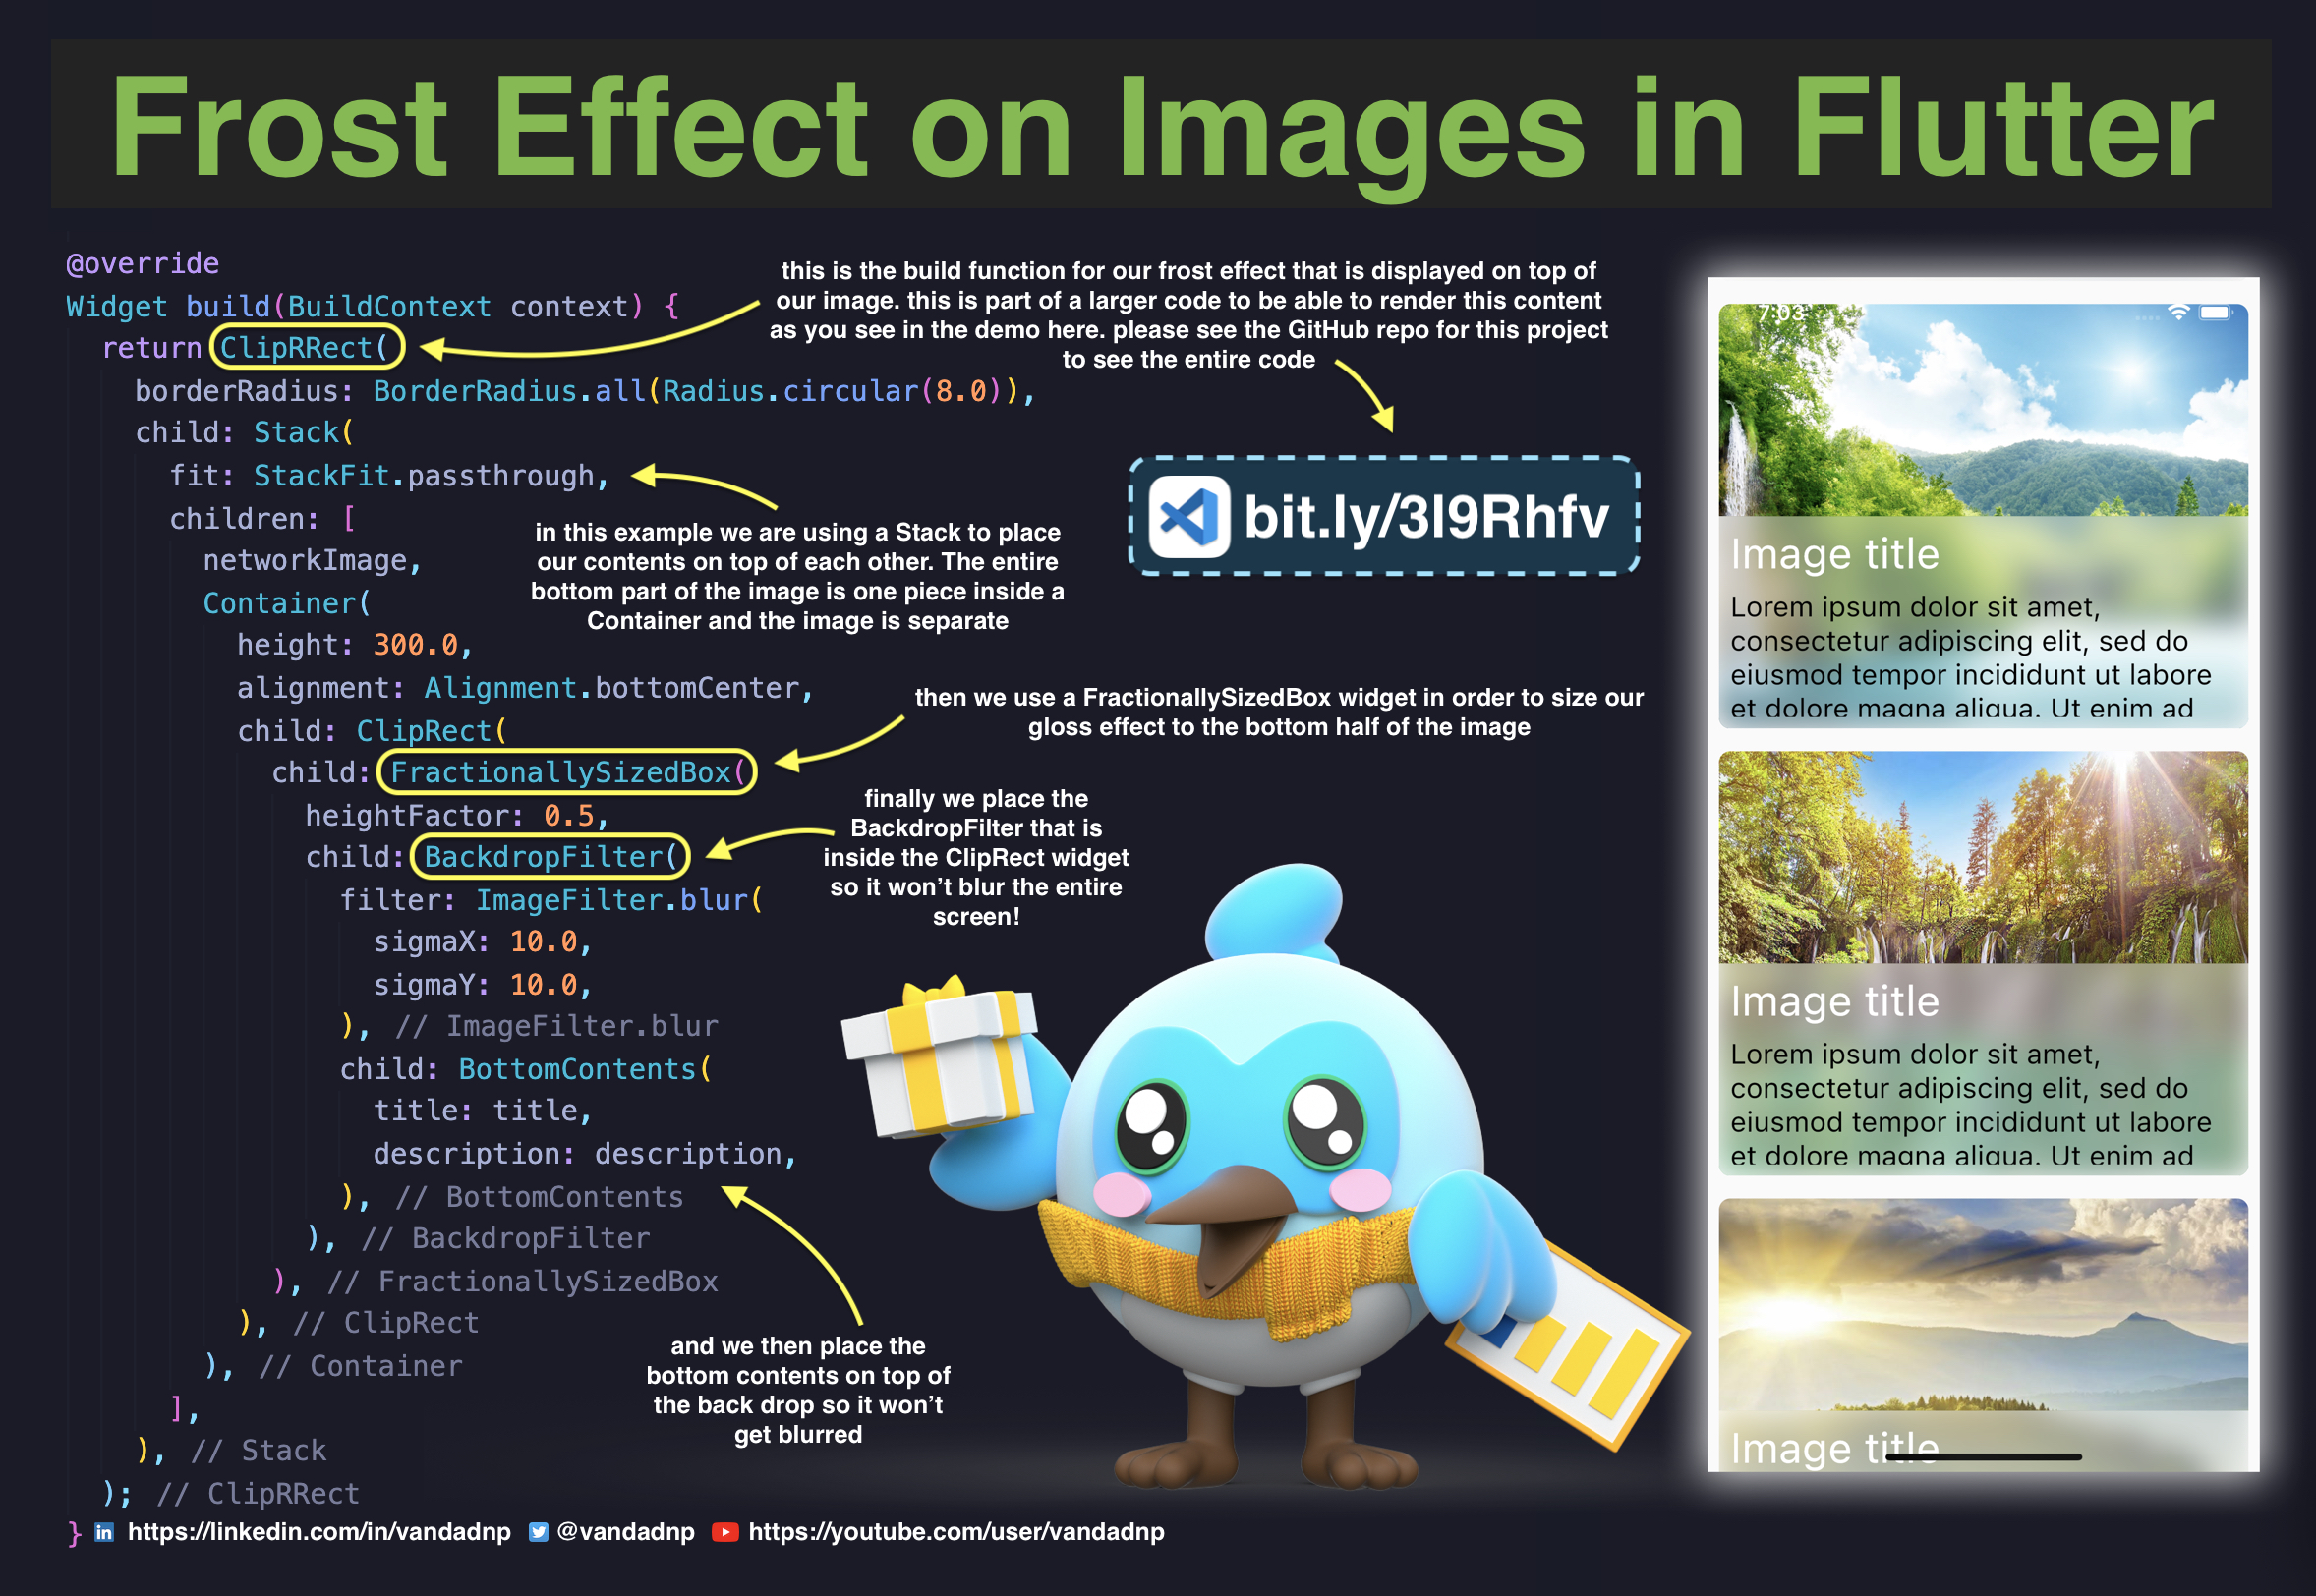 Frost Effect on Images in Flutter
@override
Widget build(BuildContext context) {
return ClipRRect(
borderRadius: BorderRadius.all(Radius.circular(8.0)),
child: Stack(
fit: StackFit.passthrough,
children: [
networkImage,
Container(
height: 300.0,
alignment: Alignment.bottomCenter,
child: ClipRect(
child: FractionallySizedBox(
heightFactor: 0.5,
child: BackdropFilter(
filter: ImageFilter.blur(
sigmaX: 10.0,
sigmaY: 10.0,
), // ImageFilter.blur
child: BottomContents(
title: title,
description: description,
), // BottomContents
), // BackdropFilter
), // FractionallySizedBox
), // ClipRect
), // Container
],
), // Stack
); // ClipRRect
}
this is the build function for our frost effect that is displayed on top of
our image. this is part of a larger code to be able to render this content
as you see in the demo here. please see the GitHub repo for this project
to see the entire code
bit.ly/3l9Rhfv
in this example we are using a Stack to place
our contents on top of each other. The entire
bottom part of the image is one piece inside a
Container and the image is separate
then we use a FractionallySizedBox widget in order to size our
gloss effect to the bottom half of the image
finally we place the
BackdropFilter that is
inside the ClipRect widget
so it won’t blur the entire
screen!
and we then place the
bottom contents on top of
the back drop so it won’t
get blurred
7:03
Image title
Lorem ipsum dolor sit amet,
consectetur adipiscing elit, sed do
eiusmod tempor incididunt ut labore
et dolore magna aliqua. Ut enim ad
Image title
Lorem ipsum dolor sit amet,
consectetur adipiscing elit, sed do
eiusmod tempor incididunt ut labore
et dolore magna aliqua. Ut enim ad
Image title
https://linkedin.com/in/vandadnp @vandadnp https://youtube.com/user/vandadnp